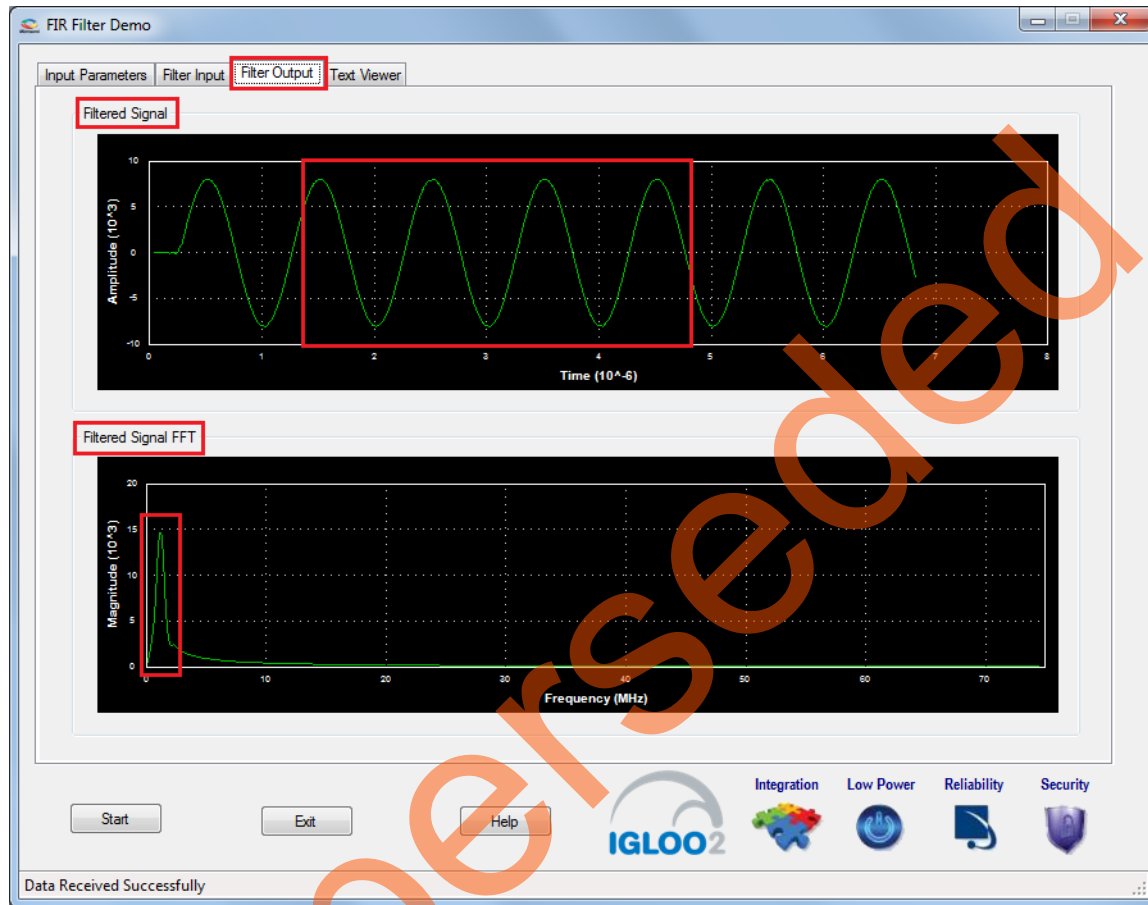 FIR Filter Demo
Input Parameters
Filter Input
Filter Output
Text Viewer
Filtered Signal
Amplitude (10^3)
10
5
0
-5
-10
0 1 2 3 4 5 6 7 8
Time (10^-6)
Filtered Signal FFT
Magnitude (10^3)
20
15
10
5
0
0 10 20 30 40 50 60 70
Frequency (MHz)
Start
Exit
Help
IGLOO2
Integration
Low Power
Reliability
Security
Data Received Successfully
perseded